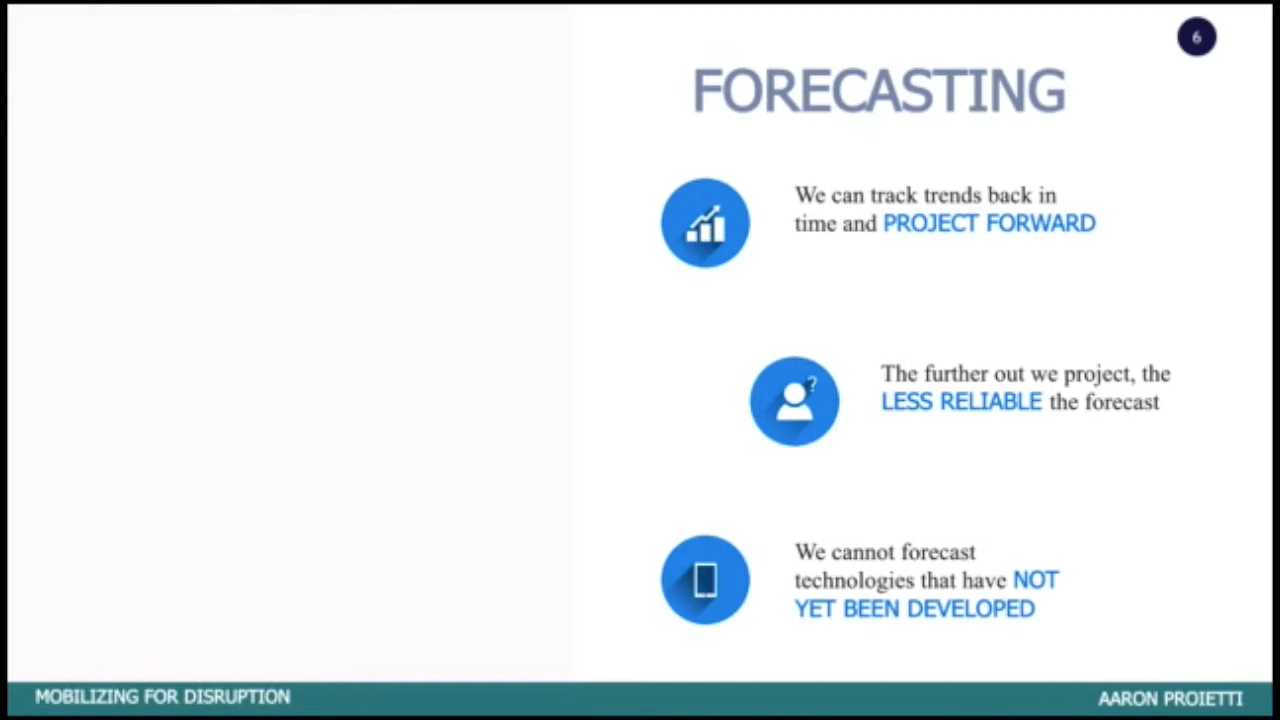 6
FORECASTING
We can track trends back in
time and PROJECT FORWARD
?
The further out we project, the
LESS RELIABLE the forecast
We cannot forecast
technologies that have NOT
YET BEEN DEVELOPED
MOBILIZING FOR DISRUPTION
AARON PROIETTI